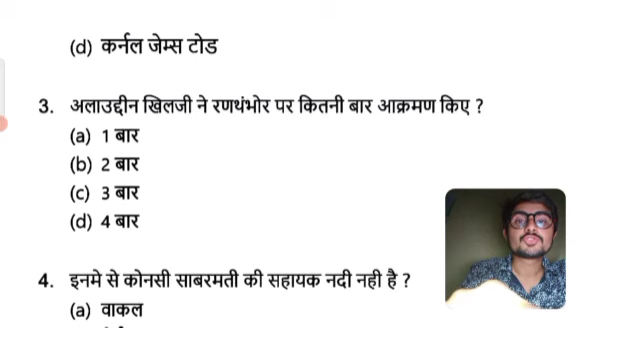 (d) कर्नल जेम्स टोड
3. अलाउद्दीन खिलजी ने रणथंभोर पर कितनी बार आक्रमण किए ?
(a) 1 बार
(b) 2 बार
(c) 3 बार
(d) 4 बार
4. इनमे से कोनसी साबरमती की सहायक नदी नही है ?
(a) वाकल